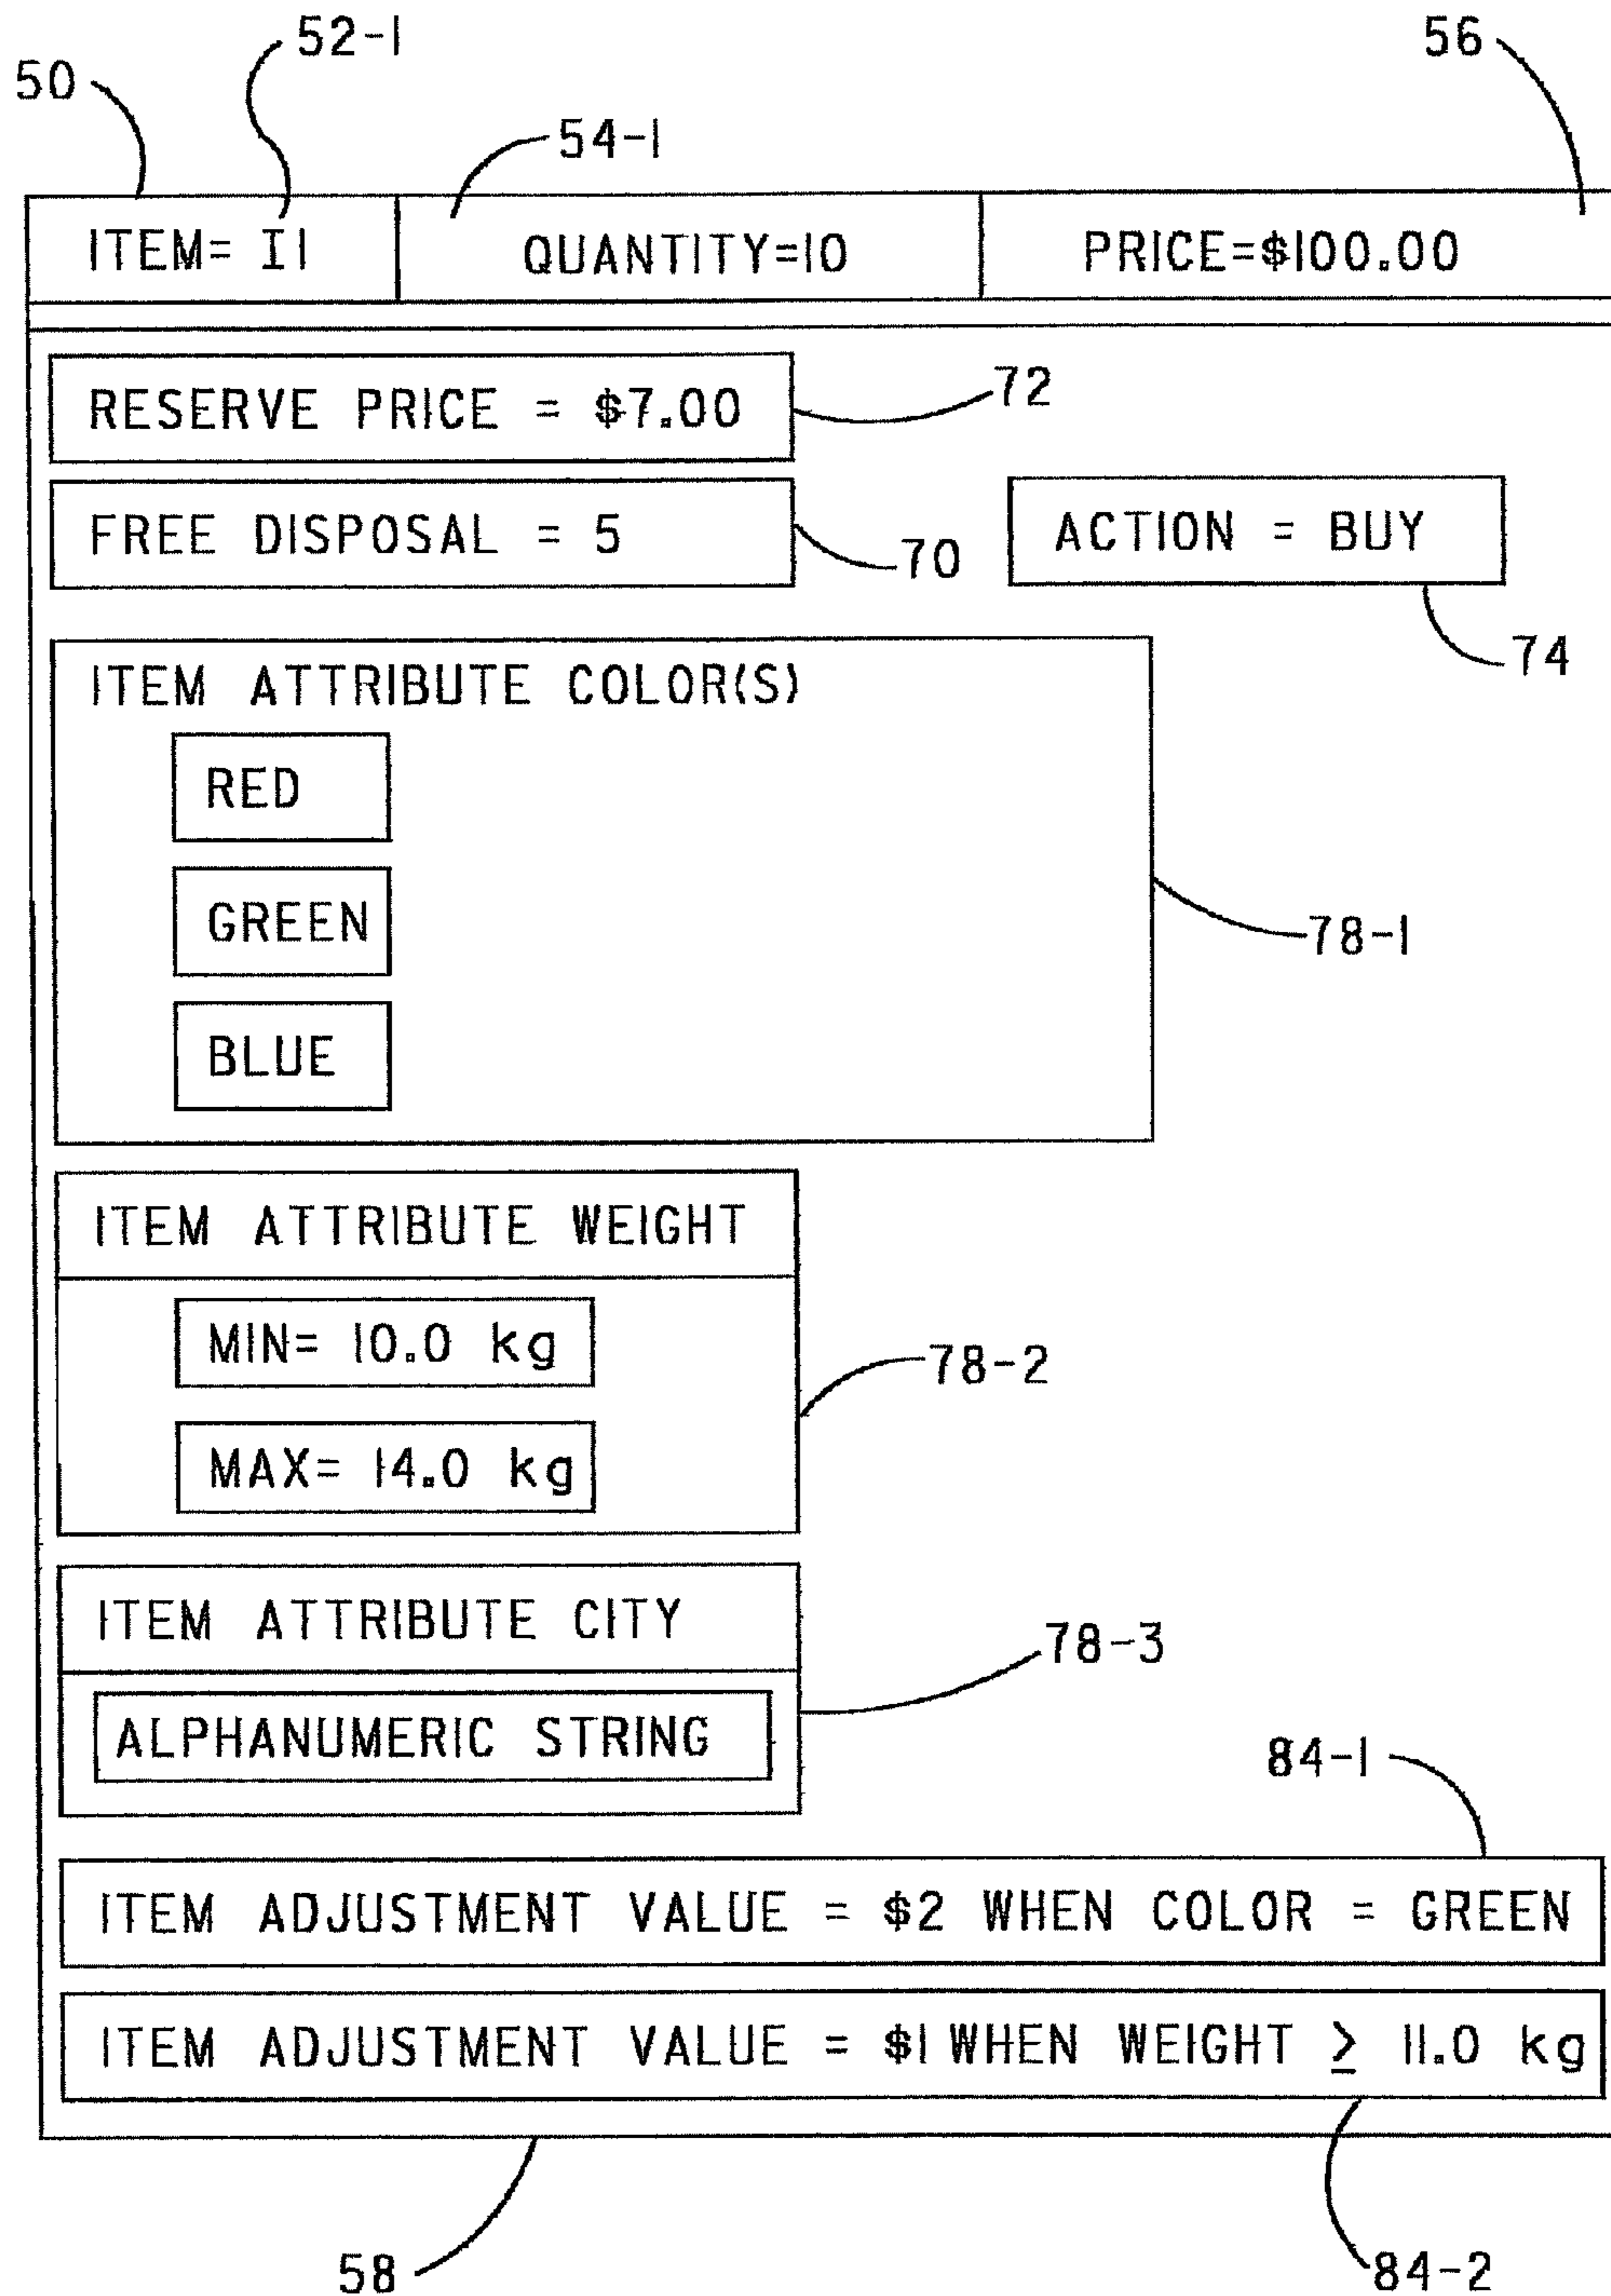 52-1
56
50
54-1
ITEM= I1
QUANTITY=10
PRICE=$100.00
RESERVE PRICE = $7.00
72
FREE DISPOSAL = 5
70
ACTION = BUY
74
ITEM ATTRIBUTE COLOR(S)
RED
GREEN
78-1
BLUE
ITEM ATTRIBUTE WEIGHT
MIN= 10.0 kg
78-2
MAX= 14.0 kg
ITEM ATTRIBUTE CITY
78-3
ALPHANUMERIC STRING
84-1
ITEM ADJUSTMENT VALUE = $2 WHEN COLOR = GREEN
ITEM ADJUSTMENT VALUE = $1 WHEN WEIGHT ≥ 11.0 kg
58
84-2